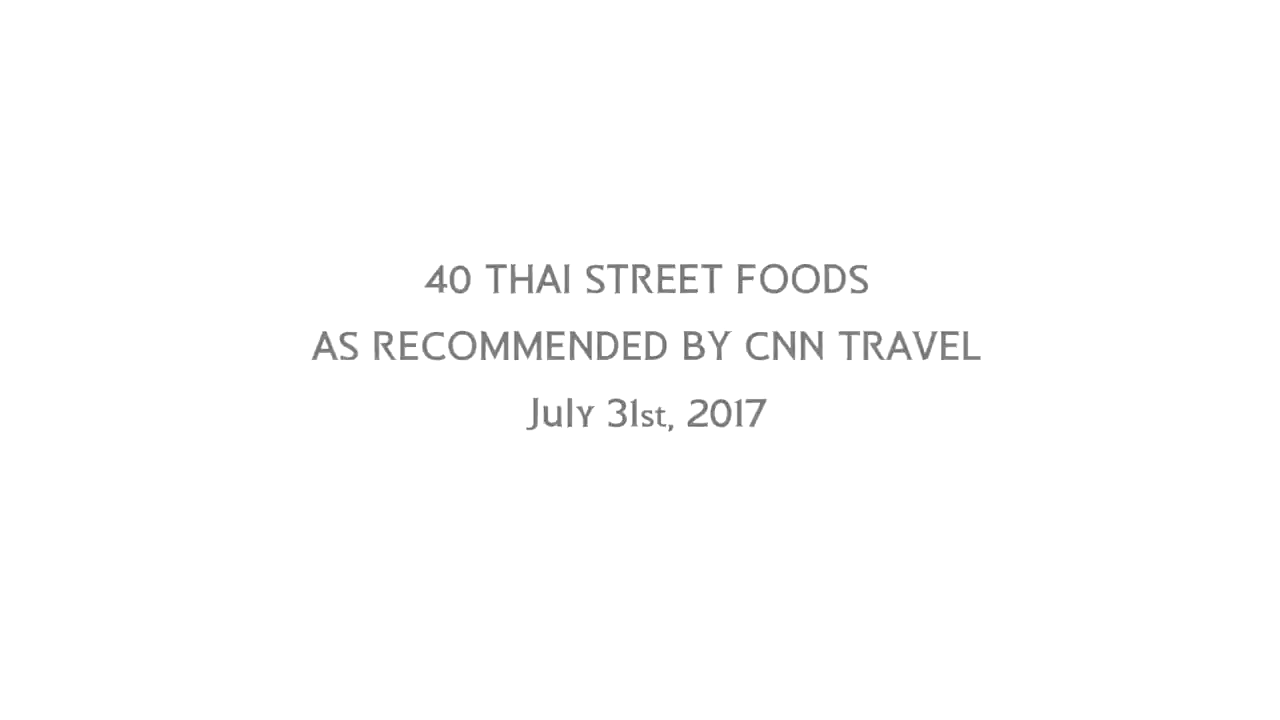 40 THAI STREET FOODS
AS RECOMMENDED BY CNN TRAVEL
July 31st, 2017